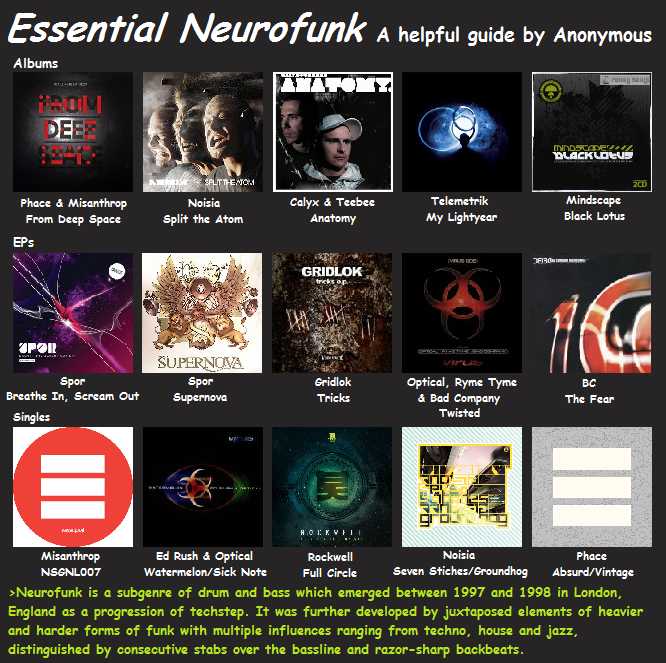 Essential Neurofunk A helpful guide by Anonymous
Albums
DEEP
SPLIT THE ATOM
ANATOMY.
MINDSCAPE
BLACK LOTUS
2CD
Phace & Misanthrop
From Deep Space
Noisia
Split the Atom
Calyx & Teebee
Anatomy
Telemetrik
My Lightyear
Mindscape
Black Lotus
EPs
SPOR
SUPERNOVA
GRIDLOK
tricks e.p.
Spor
Breathe In, Scream Out
Spor
Supernova
Gridlok
Tricks
Optical, Ryme Tyme
& Bad Company
Twisted
BC
The Fear
Singles
ROCKWELL
Misanthrop
NSGNL007
Ed Rush & Optical
Watermelon/Sick Note
Rockwell
Full Circle
Noisia
Seven Stiches/Groundhog
Phace
Absurd/Vintage
>Neurofunk is a subgenre of drum and bass which emerged between 1997 and 1998 in London,
England as a progression of techstep. It was further developed by juxtaposed elements of heavier
and harder forms of funk with multiple influences ranging from techno, house and jazz,
distinguished by consecutive stabs over the bassline and razor-sharp backbeats.